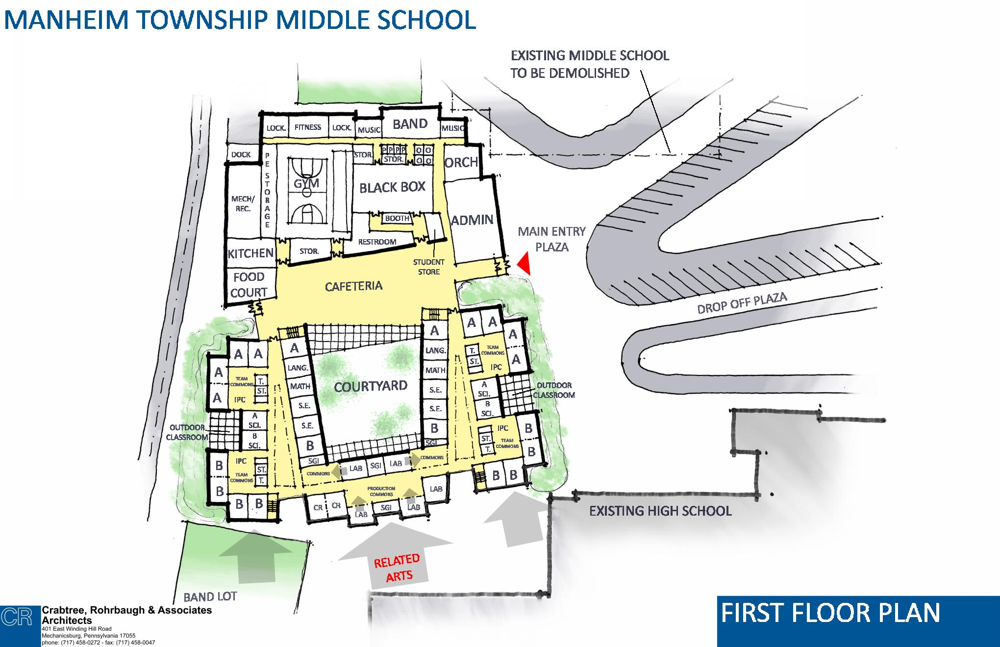 MANHEIM TOWNSHIP MIDDLE SCHOOL
EXISTING MIDDLE SCHOOL
TO BE DEMOLISHED
LOCK.
FITNESS
LOCK.
MUSIC
BAND
MUSIC
DOCK
PE STORAGE
GYM
STOR.
P P P P
STOR.
O O
O O
ORCH
MECH/
REC.
BLACK BOX
BOOTH
ADMIN
MAIN ENTRY
PLAZA
RESTROOM
KITCHEN
STOR.
STUDENT
STORE
FOOD
COURT
CAFETERIA
DROP OFF PLAZA
A
A A
A
A
TEAM
COMMONS
IPC
T.
ST.
LANG.
MATH
S.E.
S.E.
B
SGI
A
SCI.
B
SCI.
OUTDOOR
CLASSROOM
IPC
TEAM
COMMONS
ST.
T.
B
B
B B
A A
A
A
TEAM
COMMONS
IPC
T.
ST.
A
LANG.
MATH
S.E.
S.E.
B
SGI
COURTYARD
OUTDOOR
CLASSROOM
A
SCI.
B
SCI.
IPC
TEAM
COMMONS
ST.
T.
B
B
B B
COMMONS
LAB
SGI
LAB
COMMONS
PRODUCTION
COMMONS
LAB
CR
CR
LAB
SGI
LAB
EXISTING HIGH SCHOOL
RELATED
ARTS
BAND LOT
CR
Crabtree, Rohrbaugh & Associates
Architects
401 East Winding Hill Road
Mechanicsburg, Pennsylvania 17055
phone: (717) 458-0272 - fax: (717) 458-0047
FIRST FLOOR PLAN